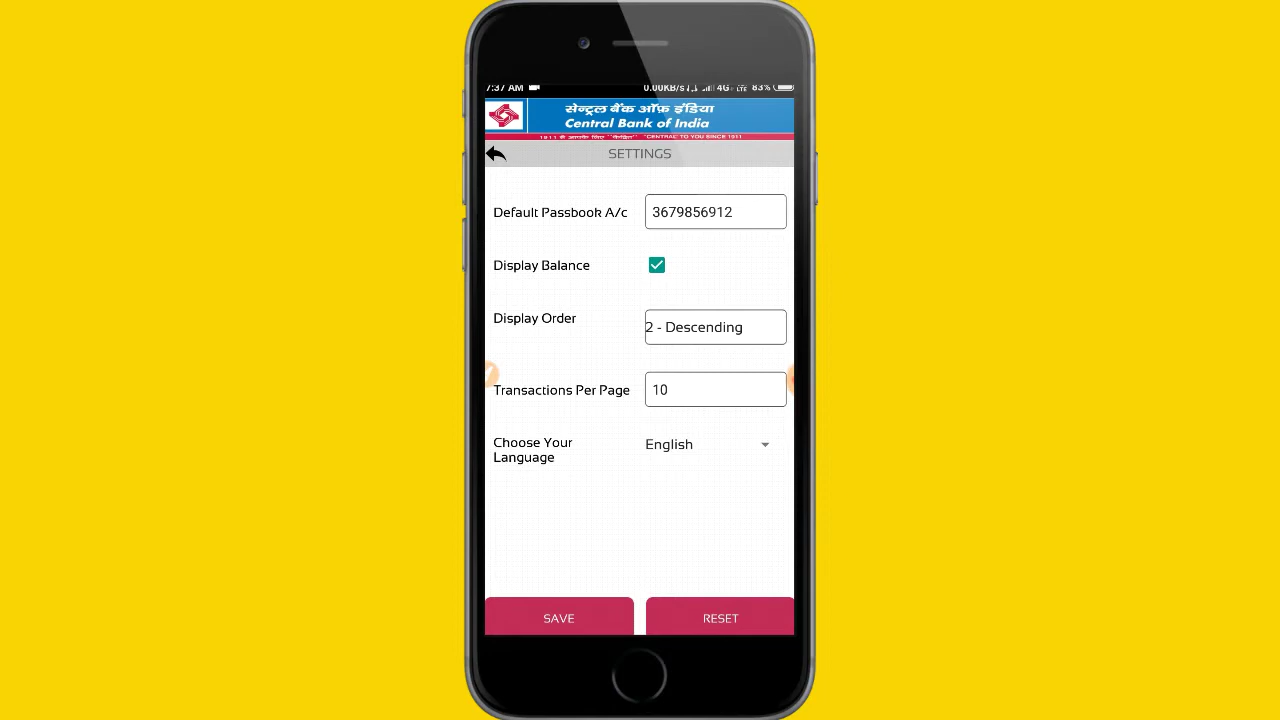 7:37 AM 0.00KB/s 4G 83%
सेन्ट्रल बैंक ऑफ़ इंडिया
Central Bank of India
1911 से आपके लिए "केन्द्रित" "CENTRAL" TO YOU SINCE 1911
SETTINGS
Default Passbook A/c 3679856912
Display Balance
Display Order 2 - Descending
Transactions Per Page 10
Choose Your
Language English
SAVE RESET